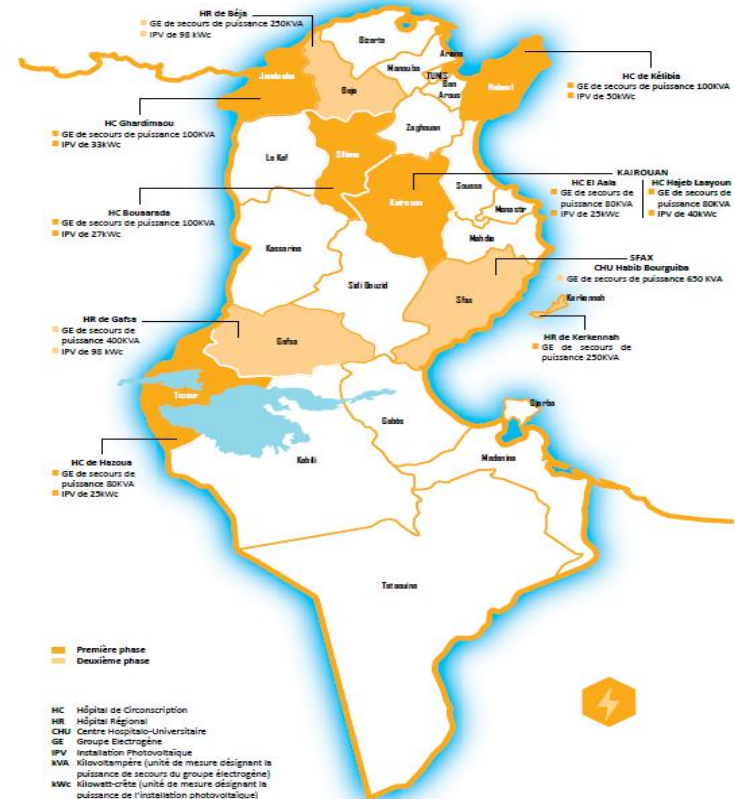 HR de Béja
GE de secours de puissance 250KVA
IPV de 98 kWc
Bizerte
Ariana
Manouba
TUNIS
Ben
Arous
Jendouba
Beja
Nabeul
HC de Kélibia
GE de secours de puissance 100KVA
IPV de 50kWc
HC Ghardimaou
GE de secours de puissance 100KVA
IPV de 33kWc
Zaghouan
Le Kef
Siliana
KAIROUAN
HC El Aala
GE de secours de
puissance 80KVA
IPV de 25kWc
HC Hajeb Laayoun
GE de secours de
puissance 80KVA
IPV de 40kWc
Kairouan
Sousse
Monastir
Mahdia
HC Bouaarada
GE de secours de puissance 100KVA
IPV de 27kWc
Kasserine
Sidi Bouzid
SFAX
CHU Habib Bourguiba
GE de secours de puissance 650 KVA
Sfax
Kerkennah
HR de Kerkennah
GE de secours de
puissance 250KVA
HR de Gafsa
GE de secours de
puissance 400KVA
IPV de 98 kWc
Gafsa
Tozeur
Gabès
Djerba
HC de Hazoua
GE de secours de
puissance 80KVA
IPV de 25kWc
Kebili
Medenine
Tataouine
Première phase
Deuxième phase
HC Hôpital de Circonscription
HR Hôpital Régional
CHU Centre Hospitalo-Universitaire
GE Groupe Electrogène
IPV Installation Photovoltaïque
kVA Kilovoltampère (unité de mesure désignant la
puissance de secours du groupe électrogène)
kWc Kilowatt-crête (unité de mesure désignant la
puissance de l'installation photovoltaïque)